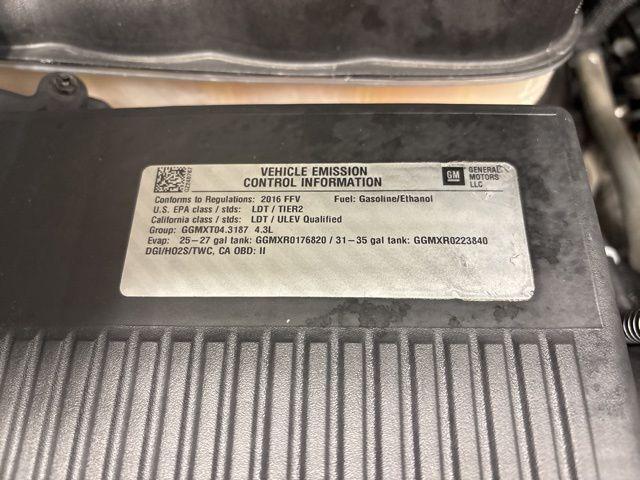 VEHICLE EMISSION
CONTROL INFORMATION
GM GENERAL
MOTORS
LLC
Conforms to Regulations: 2016 FFV Fuel: Gasoline/Ethanol
U.S. EPA class / stds: LDT / TIER2
California class / stds: LDT / ULEV Qualified
Group: GGMXT04.3187 4.3L
Evap: 25-27 gal tank: GGMXR0176820 / 31-35 gal tank: GGMXR0223840
DGI/HO2S/TWC, CA OBD: II